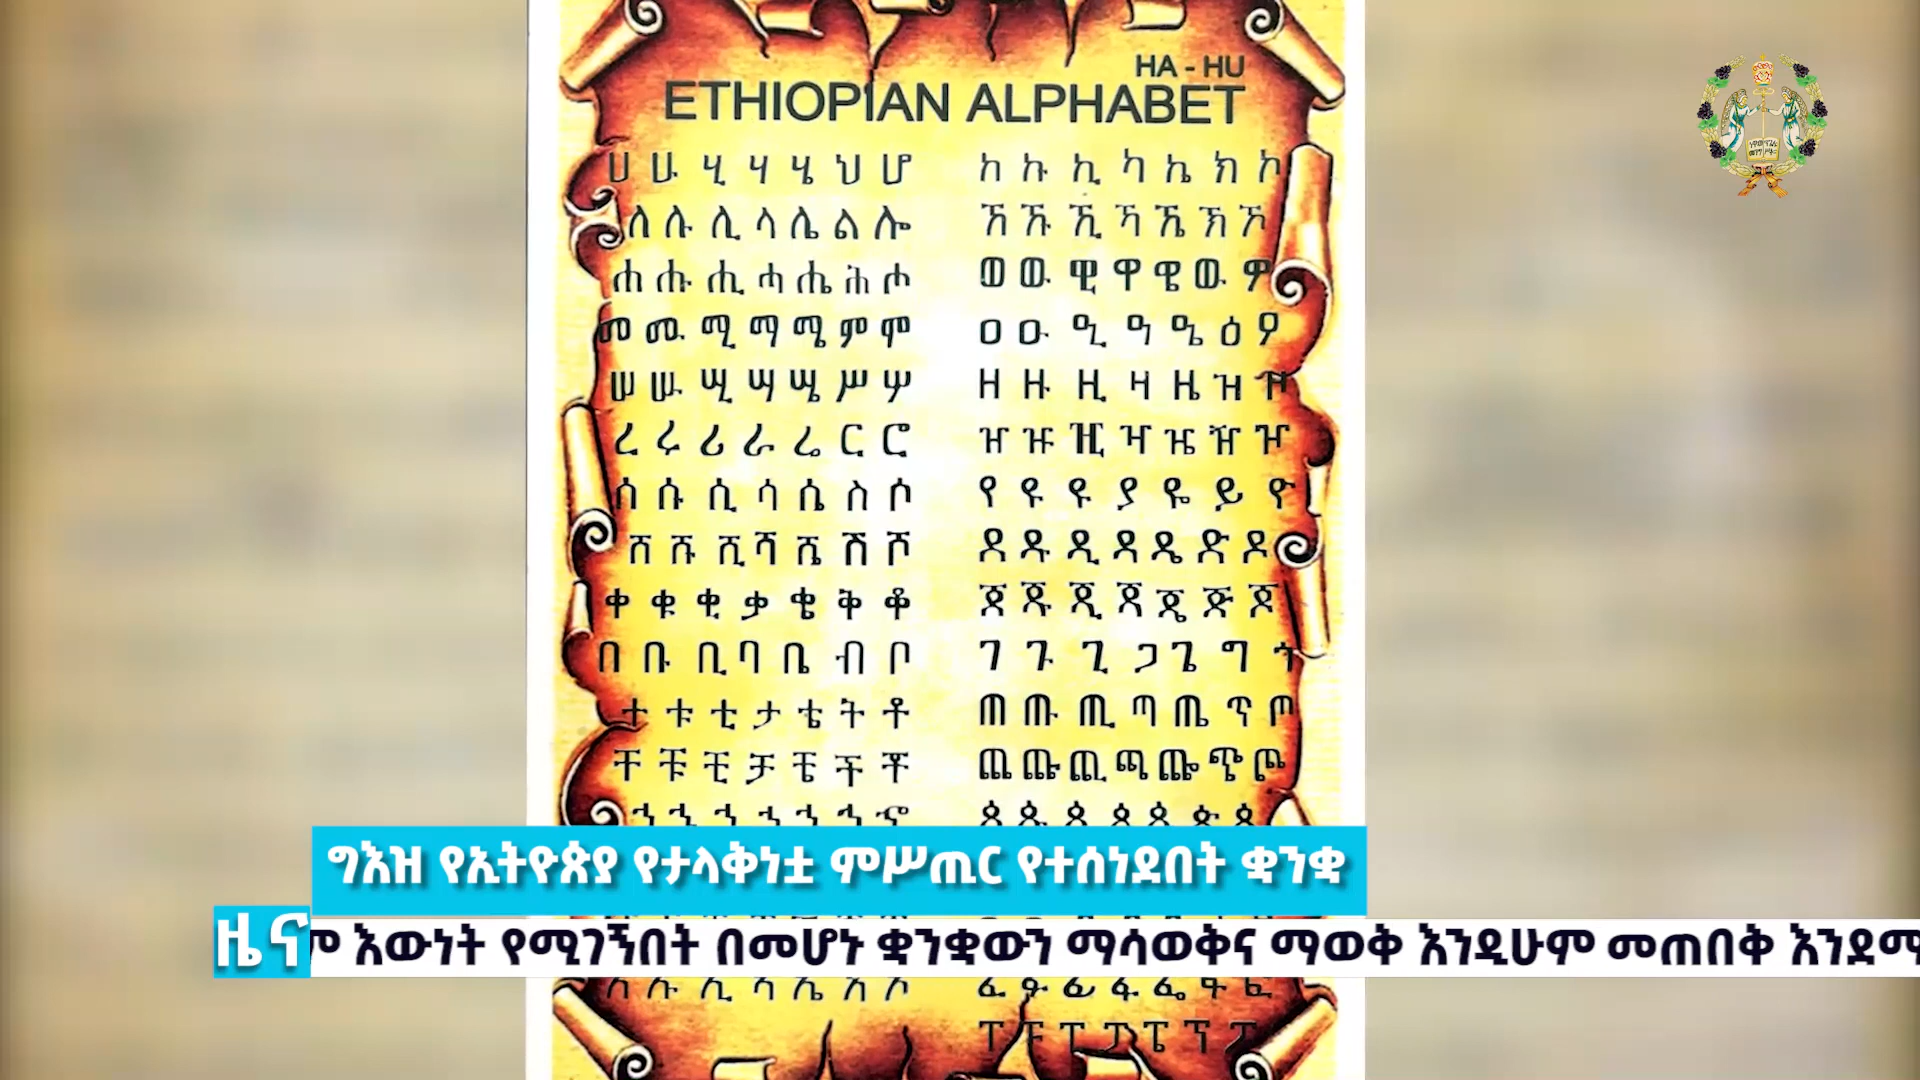 HA - HU
ETHIOPIAN ALPHABET
ሀ ሁ ሂ ሃ ሄ ህ ሆ
ለ ሉ ሊ ላ ሌ ል ሎ
ሐ ሑ ሒ ሓ ሔ ሕ ሖ
መ ሙ ሚ ማ ሜ ም ሞ
ሠ ሡ ሢ ሣ ሤ ሥ ሦ
ረ ሩ ሪ ራ ሬ ር ሮ
ሰ ሱ ሲ ሳ ሴ ስ ሶ
ሸ ሹ ሺ ሻ ሼ ሽ ሾ
ቀ ቁ ቂ ቃ ቄ ቅ ቆ
በ ቡ ቢ ባ ቤ ብ ቦ
ተ ቱ ቲ ታ ቴ ት ቶ
ቸ ቹ ቺ ቻ ቼ ች ቾ
ከ ኩ ኪ ካ ኬ ክ ኮ
ኸ ኹ ኺ ኻ ኼ ኽ ኾ
ወ ዉ ዊ ዋ ዌ ው ዎ
ዐ ዑ ዒ ዓ ዔ ዕ ዖ
ዘ ዙ ዚ ዛ ዜ ዝ ዞ
ዠ ዡ ዢ ዣ ዤ ዥ ዦ
የ ዩ ዩ ያ ዬ ይ ዮ
ደ ዱ ዲ ዳ ዴ ድ ዶ
ጀ ጁ ጂ ጃ ጄ ጅ ጆ
ገ ጉ ጊ ጋ ጌ ግ ጎ
ጠ ጡ ጢ ጣ ጤ ጥ ጦ
ጨ ጩ ጪ ጫ ጬ ጭ ጮ
ግእዝ የኢትዮጵያ የታላቅነቷ ምሥጢር የተሰነደበት ቋንቋ
ዜና
ም እውነት የሚገኝበት በመሆኑ ቋንቋውን ማሳወቅና ማወቅ እንዲሁም መጠበቅ እንደማ